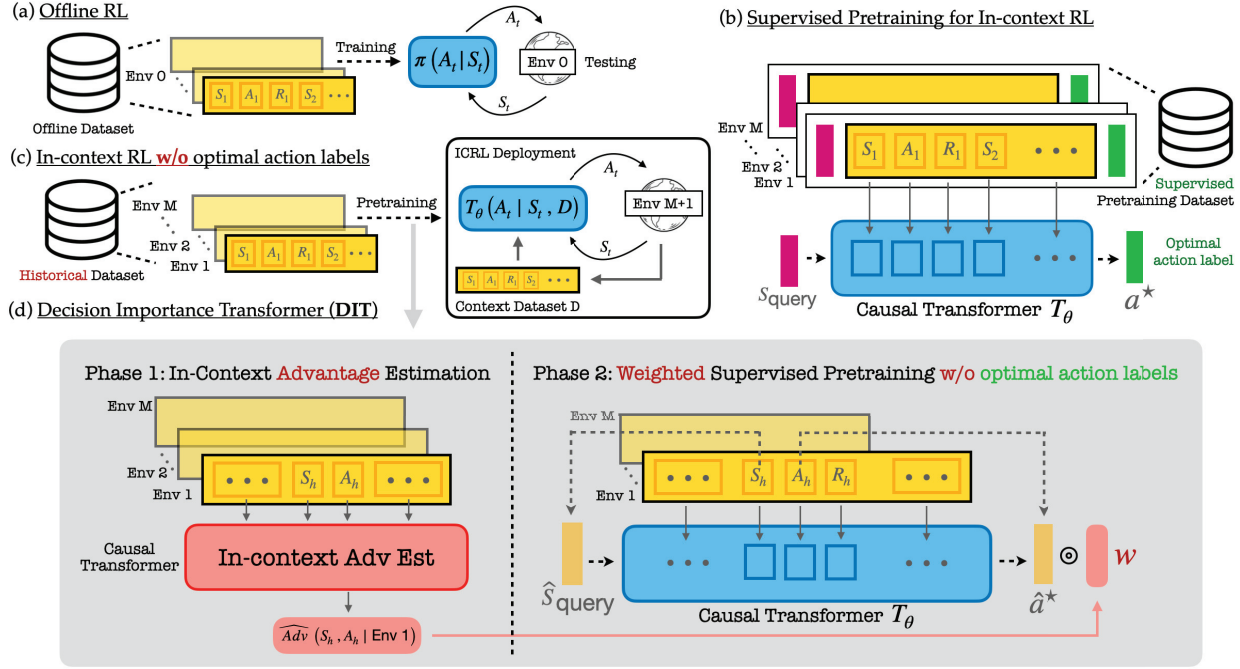 (a) Offline RL
Env 0
S1 A1 R1 S2 • • •
Offline Dataset
Training
π (At | St)
At
Env 0
Testing
St
(b) Supervised Pretraining for In-context RL
Env M
Env 2
Env 1
S1 A1 R1 S2 • • •
Supervised
Pretraining Dataset
squery
• • •
Optimal
action label
a★
Causal Transformer Tθ
(c) In-context RL w/o optimal action labels
Env M
Env 2
Env 1
S1 A1 R1 S2 • • •
Historical Dataset
Pretraining
ICRL Deployment
At
Tθ (At | St , D)
Env M+1
St
S1 A1 R1 S2 • • •
Context Dataset D
(d) Decision Importance Transformer (DIT)
Phase 1: In-Context Advantage Estimation
Env M
Env 2
Env 1
• • • Sh Ah • • •
Causal
Transformer
In-context Adv Est
Âdv (Sh , Ah | Env 1)
Phase 2: Weighted Supervised Pretraining w/o optimal action labels
Env M
Env 1
• • • Sh Ah Rh • • •
ŝquery
• • • • • •
â★ ⊙ w
Causal Transformer Tθ